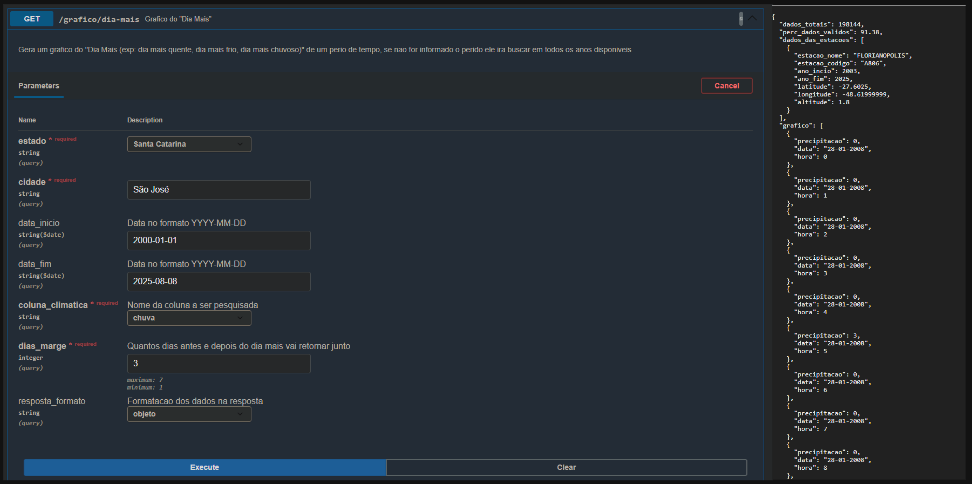 GET /grafico/dia-mais Grafico do "Dia Mais"
Gera um grafico do "Dia Mais (exp: dia mais quente, dia mais frio, dia mais chuvoso)" de um perio de tempo, se nao for informado o perido ele ira buscar em todos os anos disponiveis
Parameters
Cancel
Name Description
estado * required
string
(query)
Santa Catarina
cidade * required
string
(query)
São José
data_inicio
string($date)
(query)
Data no formato YYYY-MM-DD
2000-01-01
data_fim
string($date)
(query)
Data no formato YYYY-MM-DD
2025-08-08
coluna_climatica * required
string
(query)
Nome da coluna a ser pesquisada
chuva
dias_marge * required
integer
(query)
Quantos dias antes e depois do dia mais vai retornar junto
3
maximum: 7
minimum: 1
resposta_formato
string
(query)
Formatacao dos dados na resposta
objeto
Execute
Clear
{
"dados_totais": 198144,
"perc_dados_validos": 91.38,
"dados_das_estacoes": [
{
"estacao_nome": "FLORIANOPOLIS",
"estacao_rodigo": "A806",
"ano_incio": 2003,
"ano_fim": 2025,
"latitude": -27.6025,
"longitude": -48.61999999,
"altitude": 1.8
}
],
"grafico": [
{
"precipitacao": 0,
"data": "28-01-2008",
"hora": 0
},
{
"precipitacao": 0,
"data": "28-01-2008",
"hora": 1
},
{
"precipitacao": 0,
"data": "28-01-2008",
"hora": 2
},
{
"precipitacao": 0,
"data": "28-01-2008",
"hora": 3
},
{
"precipitacao": 0,
"data": "28-01-2008",
"hora": 4
},
{
"precipitacao": 3,
"data": "28-01-2008",
"hora": 5
},
{
"precipitacao": 0,
"data": "28-01-2008",
"hora": 6
},
{
"precipitacao": 0,
"data": "28-01-2008",
"hora": 7
},
{
"precipitacao": 0,
"data": "28-01-2008",
"hora": 8
},